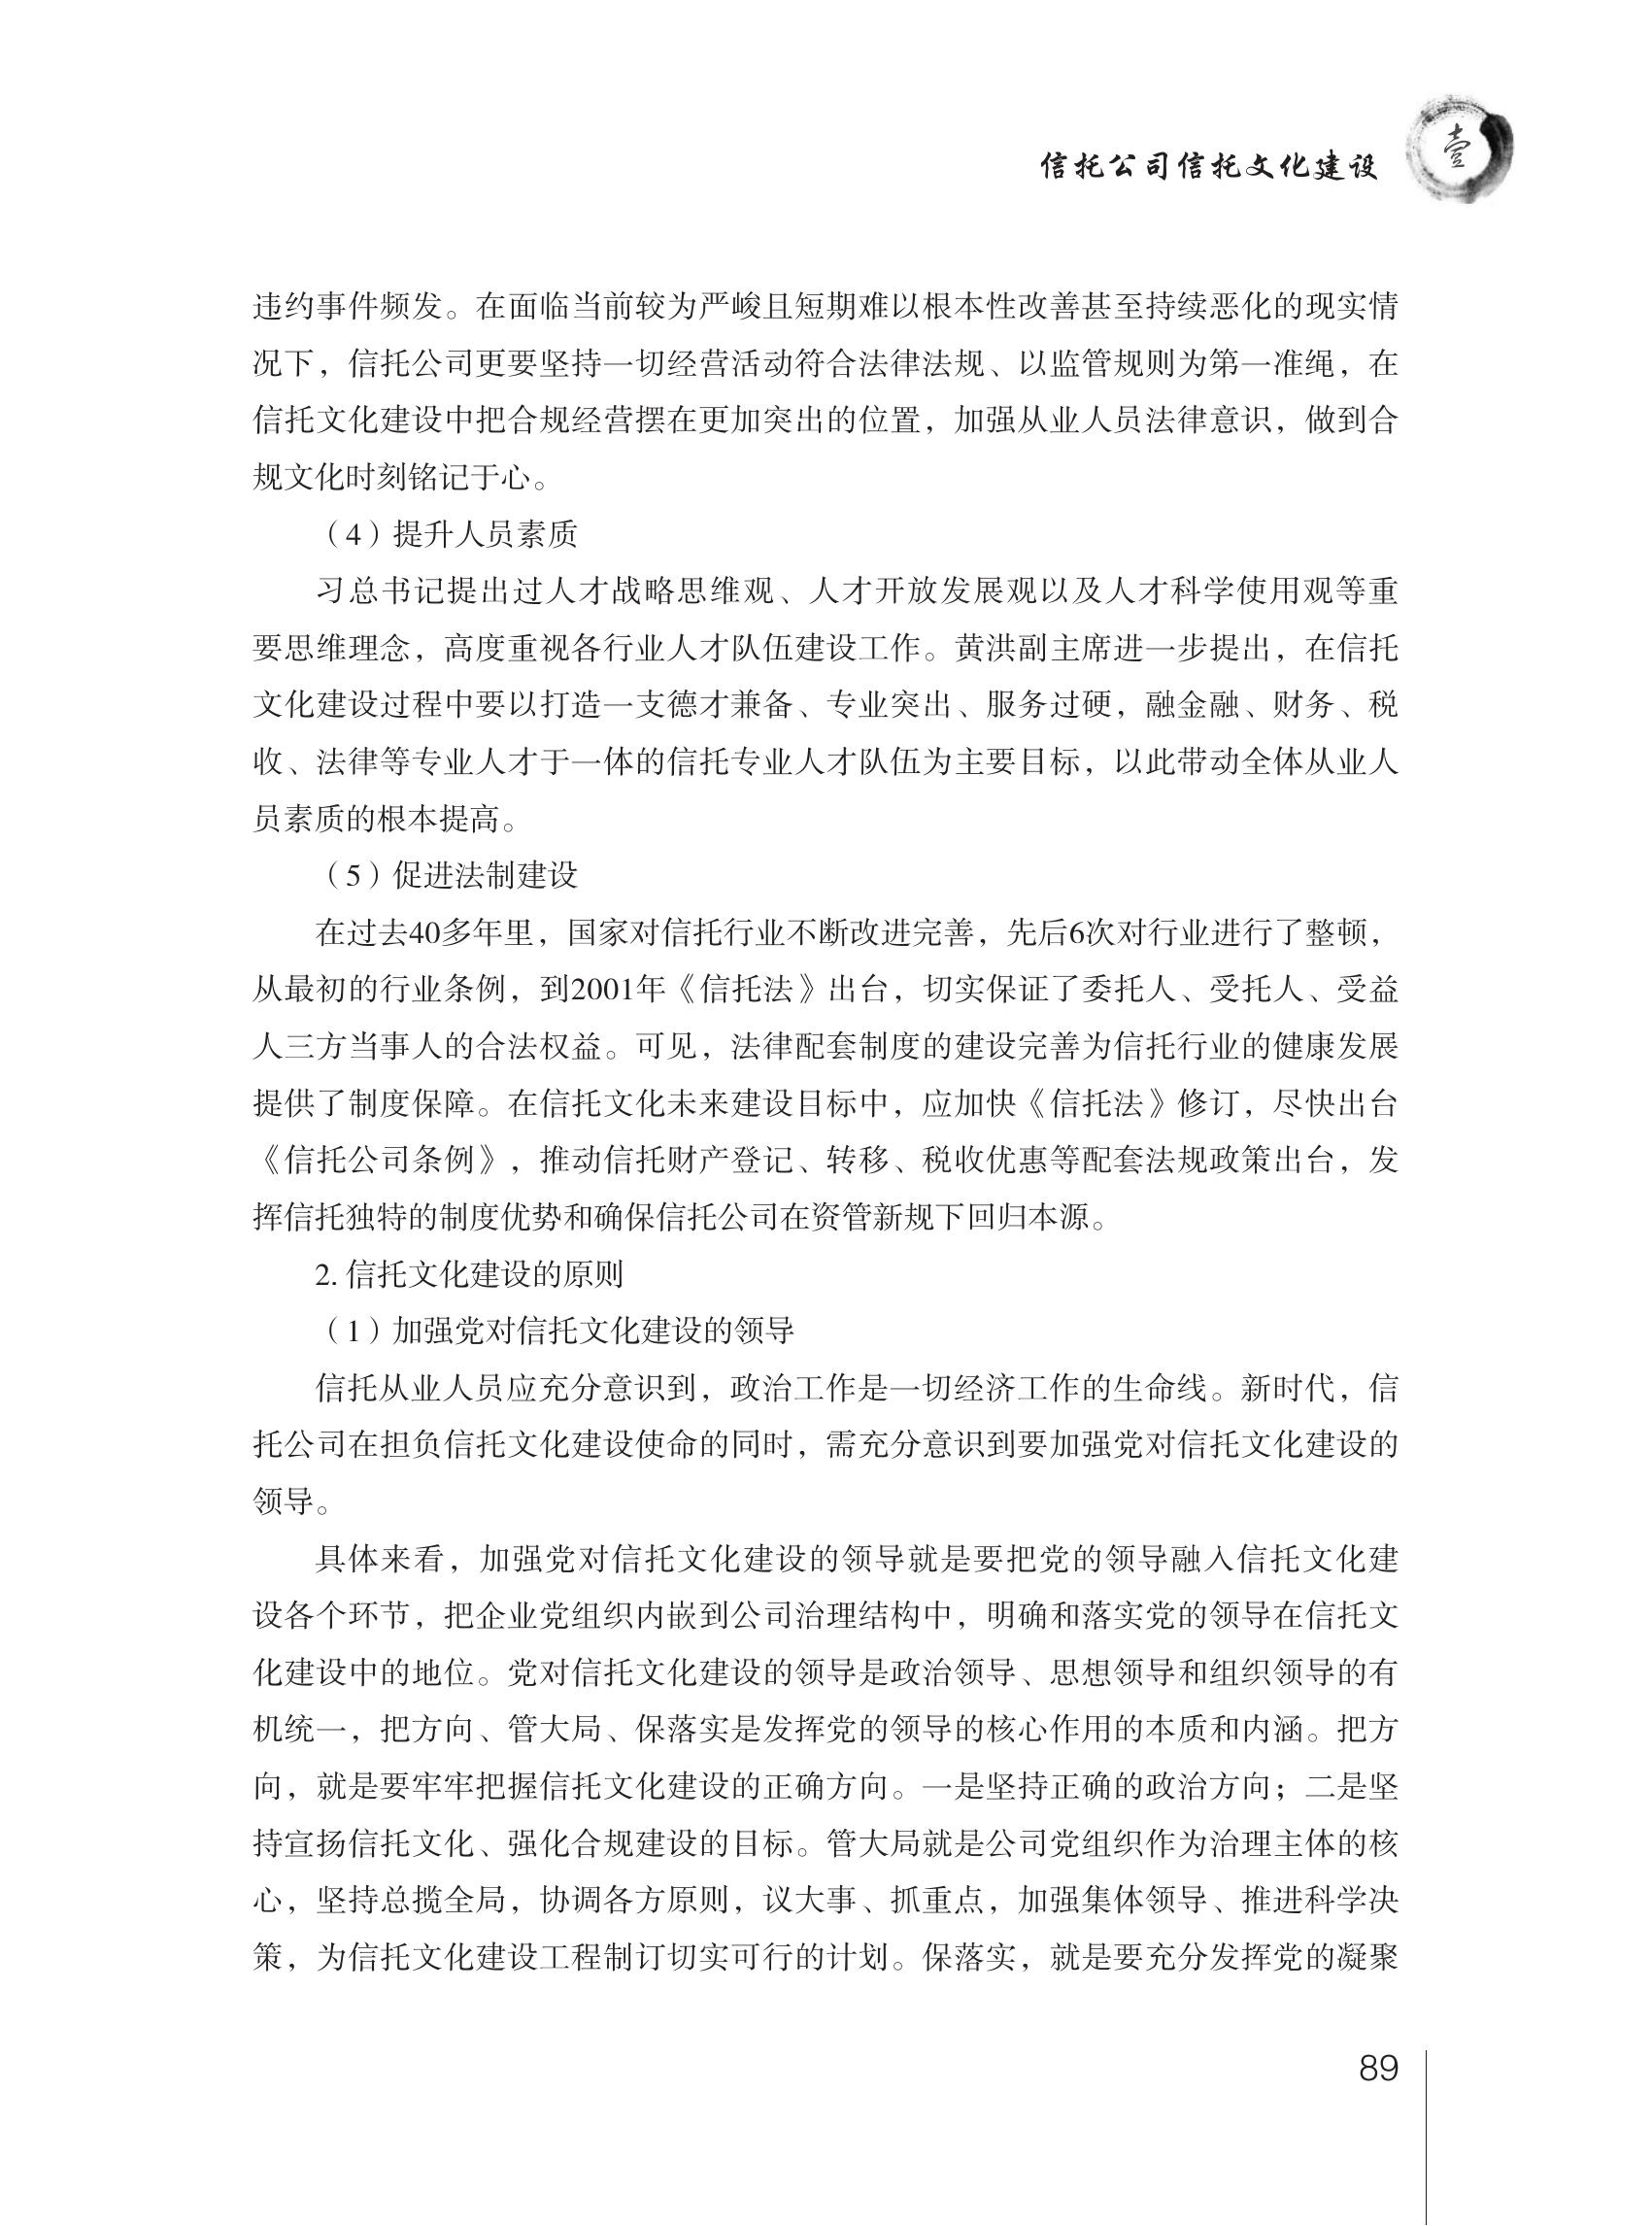 信托公司信托文化建设
壹
违约事件频发。在面临当前较为严峻且短期难以根本性改善甚至持续恶化的现实情
况下，信托公司更要坚持一切经营活动符合法律法规、以监管规则为第一准绳，在
信托文化建设中把合规经营摆在更加突出的位置，加强从业人员法律意识，做到合
规文化时刻铭记于心。
（4）提升人员素质
习总书记提出过人才战略思维观、人才开放发展观以及人才科学使用观等重
要思维理念，高度重视各行业人才队伍建设工作。黄洪副主席进一步提出，在信托
文化建设过程中要以打造一支德才兼备、专业突出、服务过硬，融金融、财务、税
收、法律等专业人才于一体的信托专业人才队伍为主要目标，以此带动全体从业人
员素质的根本提高。
（5）促进法制建设
在过去40多年里，国家对信托行业不断改进完善，先后6次对行业进行了整顿，
从最初的行业条例，到2001年《信托法》出台，切实保证了委托人、受托人、受益
人三方当事人的合法权益。可见，法律配套制度的建设完善为信托行业的健康发展
提供了制度保障。在信托文化未来建设目标中，应加快《信托法》修订，尽快出台
《信托公司条例》，推动信托财产登记、转移、税收优惠等配套法规政策出台，发
挥信托独特的制度优势和确保信托公司在资管新规下回归本源。
2. 信托文化建设的原则
（1）加强党对信托文化建设的领导
信托从业人员应充分意识到，政治工作是一切经济工作的生命线。新时代，信
托公司在担负信托文化建设使命的同时，需充分意识到要加强党对信托文化建设的
领导。
具体来看，加强党对信托文化建设的领导就是要把党的领导融入信托文化建
设各个环节，把企业党组织内嵌到公司治理结构中，明确和落实党的领导在信托文
化建设中的地位。党对信托文化建设的领导是政治领导、思想领导和组织领导的有
机统一，把方向、管大局、保落实是发挥党的领导的核心作用的本质和内涵。把方
向，就是要牢牢把握信托文化建设的正确方向。一是坚持正确的政治方向；二是坚
持宣扬信托文化、强化合规建设的目标。管大局就是公司党组织作为治理主体的核
心，坚持总揽全局，协调各方原则，议大事、抓重点，加强集体领导、推进科学决
策，为信托文化建设工程制订切实可行的计划。保落实，就是要充分发挥党的凝聚
89